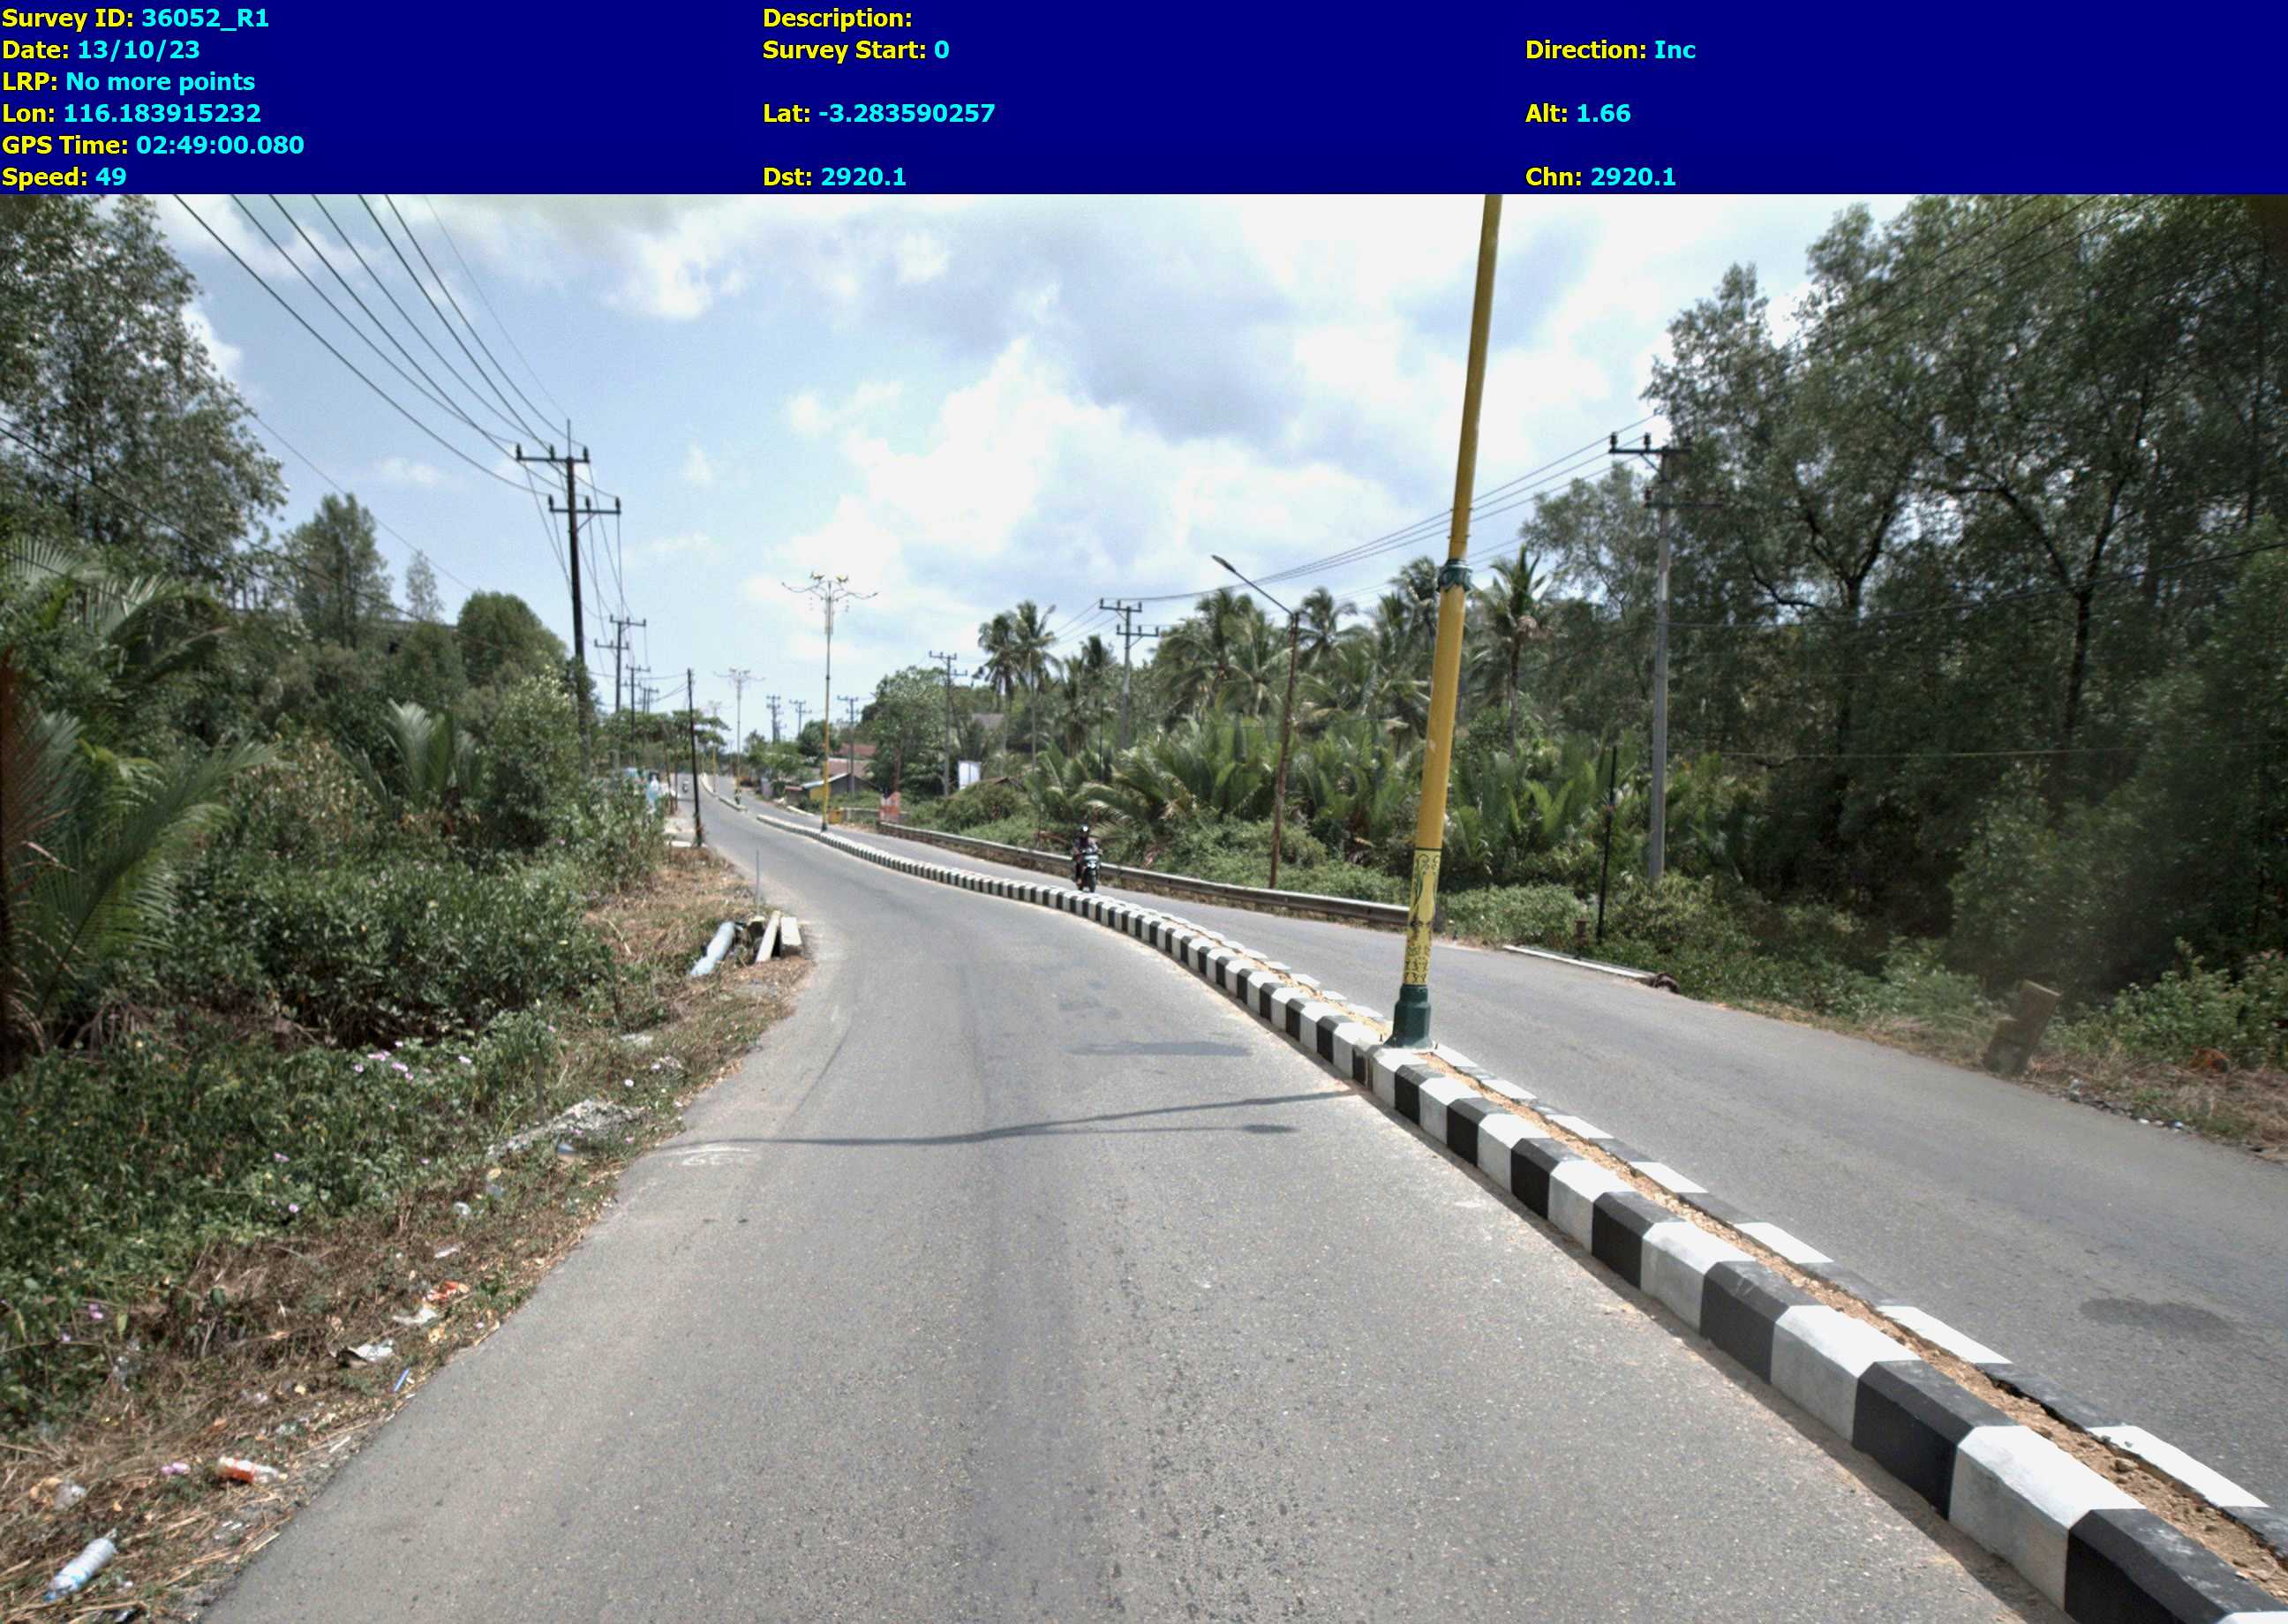 Survey ID: 36052_R1
Description:
Date: 13/10/23
Survey Start: 0
Direction: Inc
LRP: No more points
Lon: 116.183915232
Lat: -3.283590257
Alt: 1.66
GPS Time: 02:49:00.080
Speed: 49
Dst: 2920.1
Chn: 2920.1